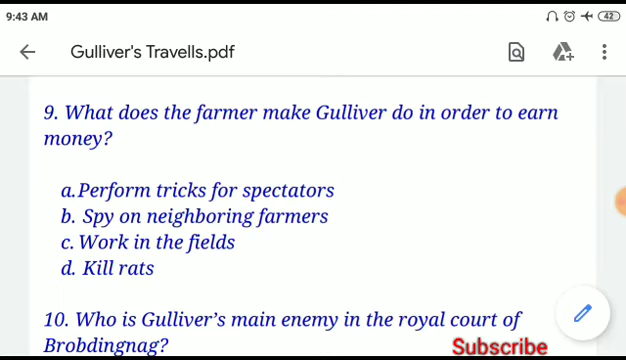 9:43 AM
42
Gulliver's Travells.pdf
9. What does the farmer make Gulliver do in order to earn
money?
a. Perform tricks for spectators
b. Spy on neighboring farmers
c. Work in the fields
d. Kill rats
10. Who is Gulliver's main enemy in the royal court of
Brobdingnag?
Subscribe